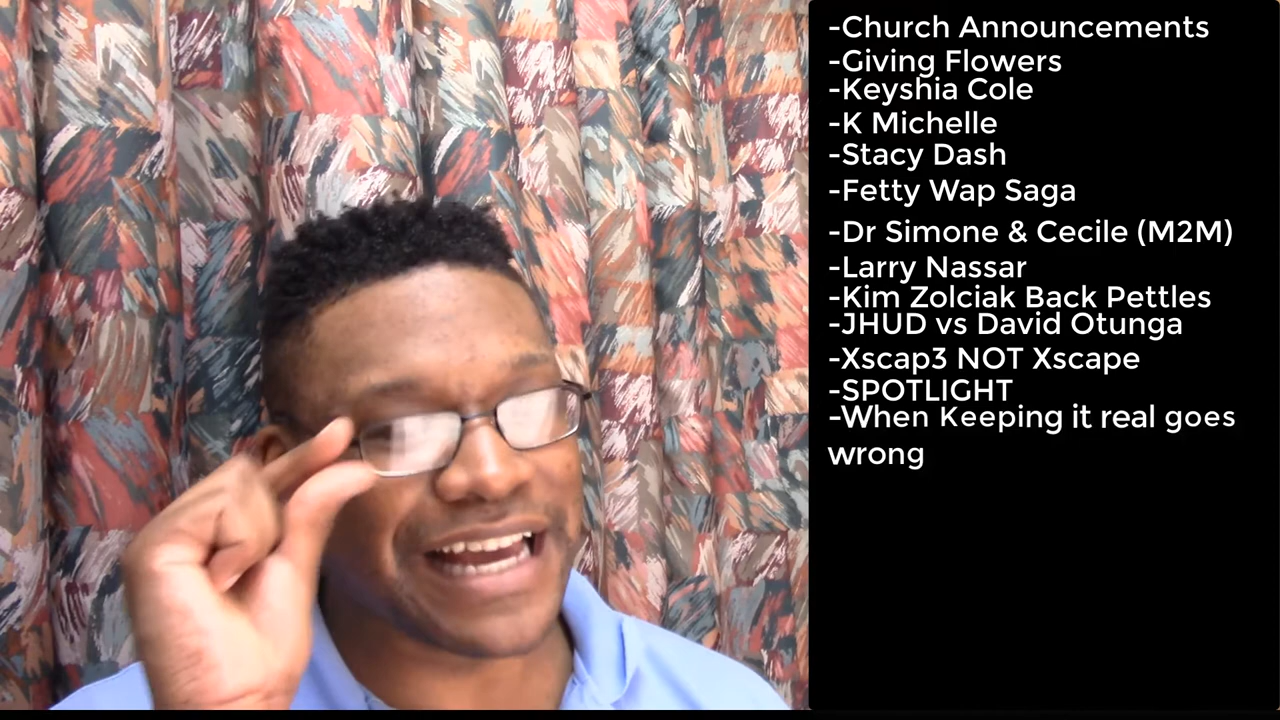 -Church Announcements
-Giving Flowers
-Keyshia Cole
-K Michelle
-Stacy Dash
-Fetty Wap Saga
-Dr Simone & Cecile (M2M)
-Larry Nassar
-Kim Zolciak Back Pettles
-JHUD vs David Otunga
-Xscap3 NOT Xscape
-SPOTLIGHT
-When Keeping it real goes
wrong